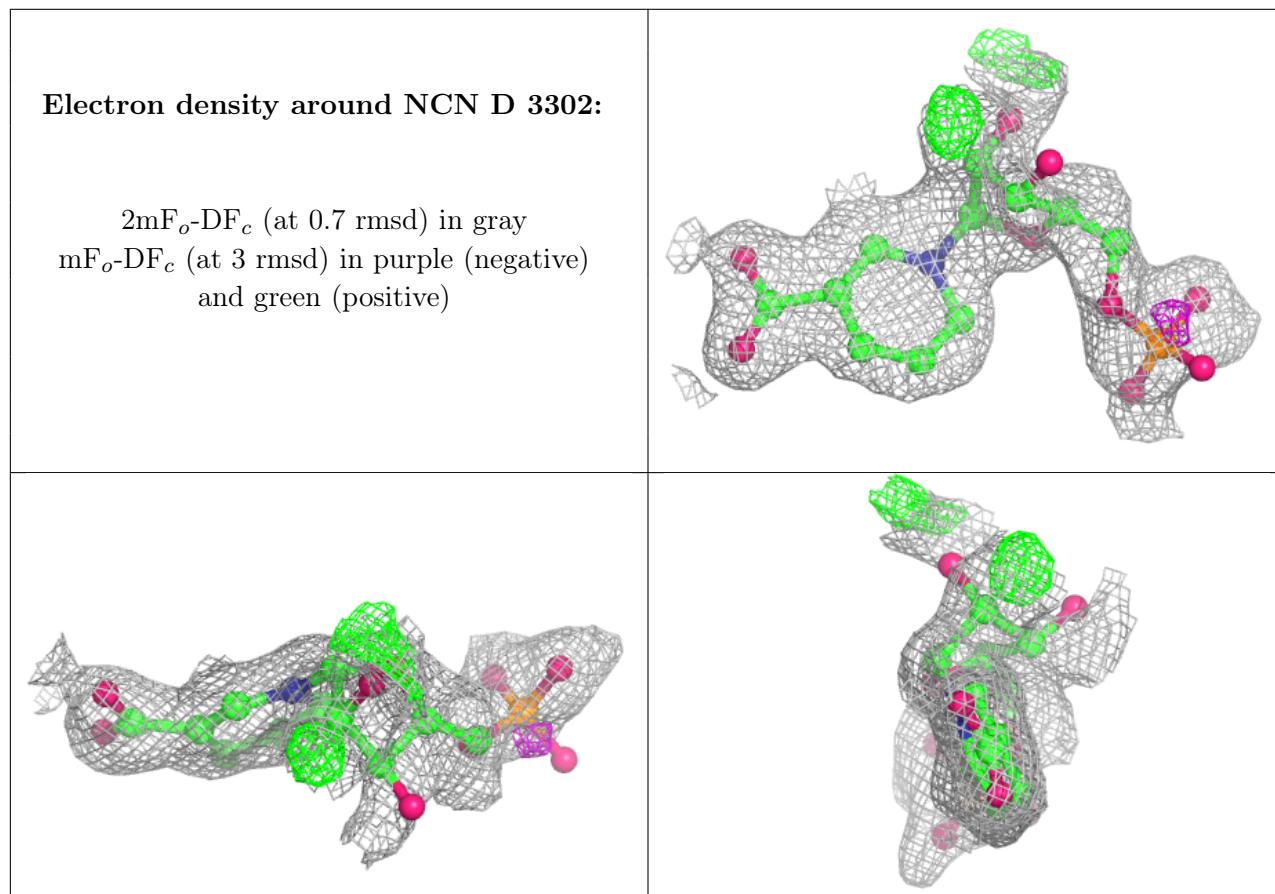 Electron density around NCN D 3302:
2mFo-DFc (at 0.7 rmsd) in gray
mFo-DFc (at 3 rmsd) in purple (negative)
and green (positive)